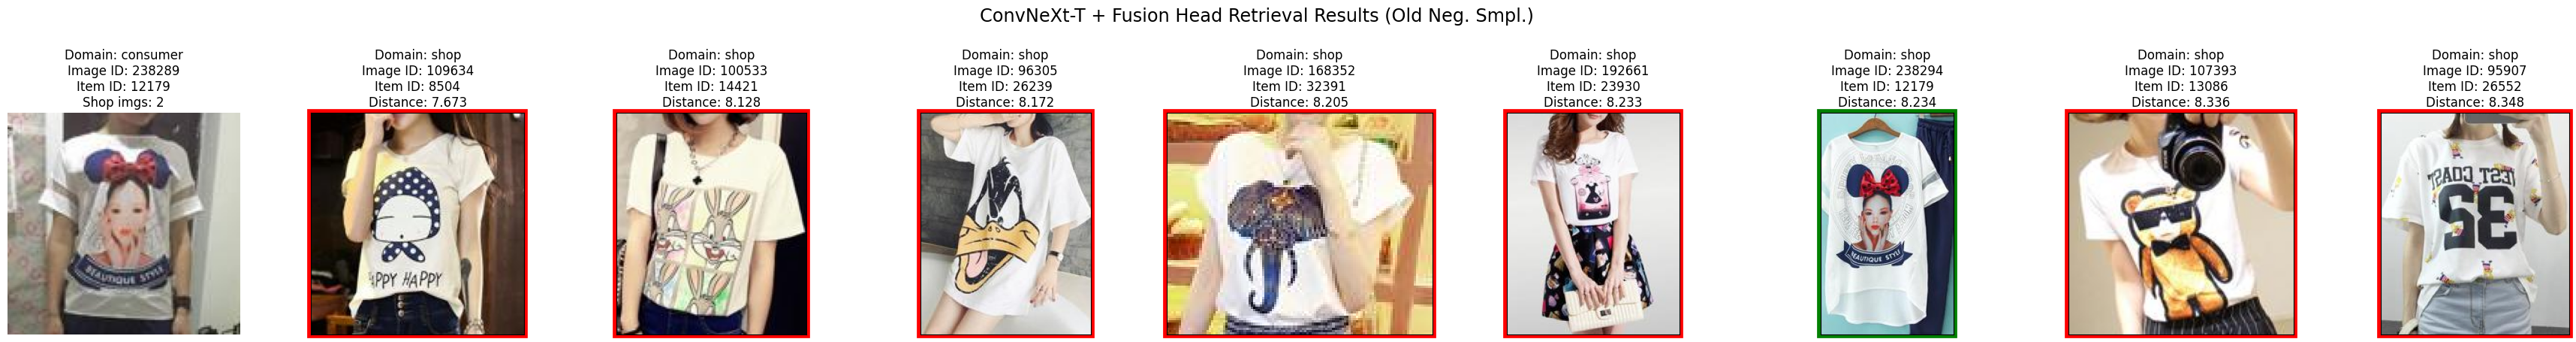 ConvNeXt-T + Fusion Head Retrieval Results (Old Neg. Smpl.)
Domain: consumer
Image ID: 238289
Item ID: 12179
Shop imgs: 2
Domain: shop
Image ID: 109634
Item ID: 8504
Distance: 7.673
Domain: shop
Image ID: 100533
Item ID: 14421
Distance: 8.128
Domain: shop
Image ID: 96305
Item ID: 26239
Distance: 8.172
Domain: shop
Image ID: 168352
Item ID: 32391
Distance: 8.205
Domain: shop
Image ID: 192661
Item ID: 23930
Distance: 8.233
Domain: shop
Image ID: 238294
Item ID: 12179
Distance: 8.234
Domain: shop
Image ID: 107393
Item ID: 13086
Distance: 8.336
Domain: shop
Image ID: 95907
Item ID: 26552
Distance: 8.348
BEAUTIQUE STYLE
HAPPY HAPPY
BEAUTIQUE STYLE
32